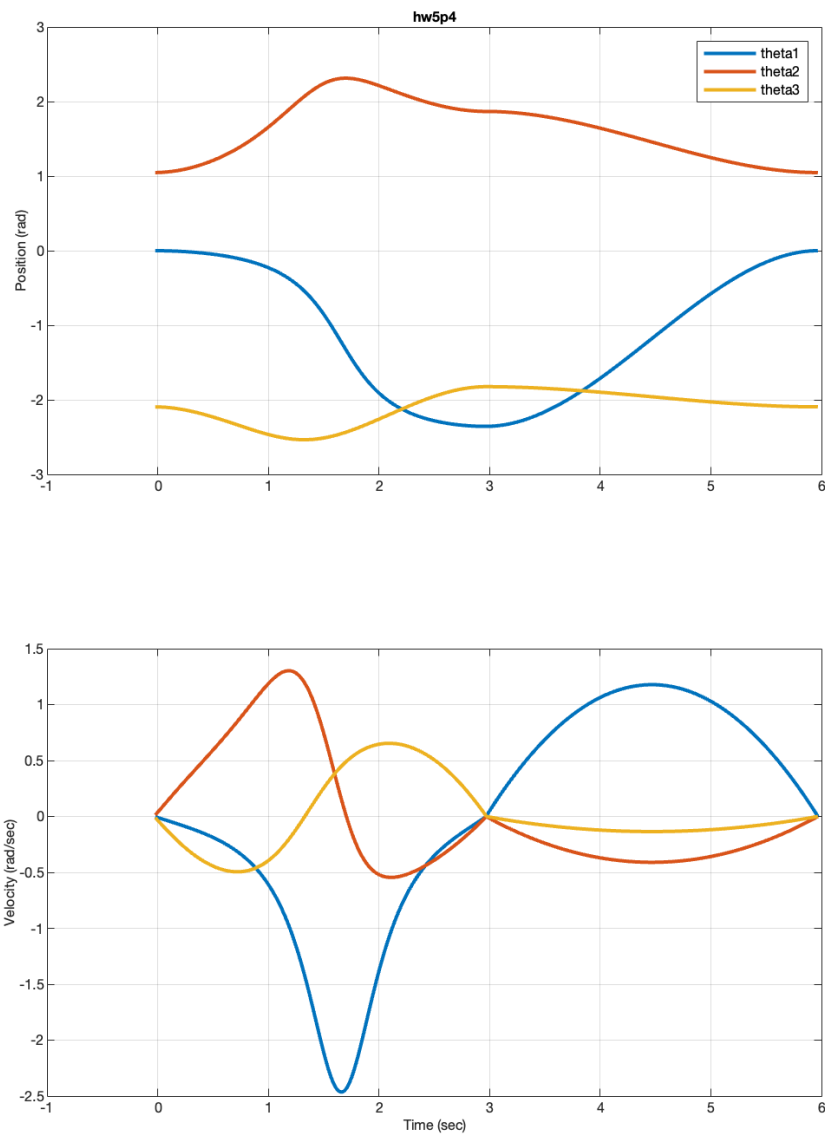 hw5p4
3
2
1
0
-1
-2
-3
Position (rad)
theta1
theta2
theta3
-1 0 1 2 3 4 5 6
1.5
1
0.5
0
-0.5
-1
-1.5
-2
-2.5
Velocity (rad/sec)
-1 0 1 2 3 4 5 6
Time (sec)